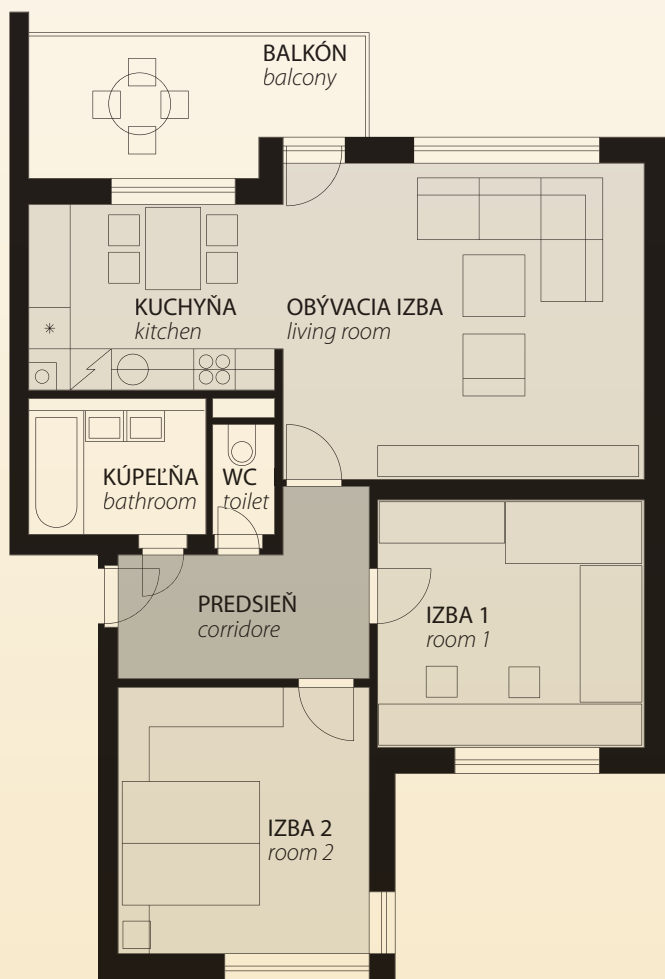 BALKÓN
balcony
KUCHYŇA
kitchen
OBÝVACIA IZBA
living room
KÚPEĽŇA
bathroom
WC
toilet
PREDSIEŇ
corridore
IZBA 1
room 1
IZBA 2
room 2